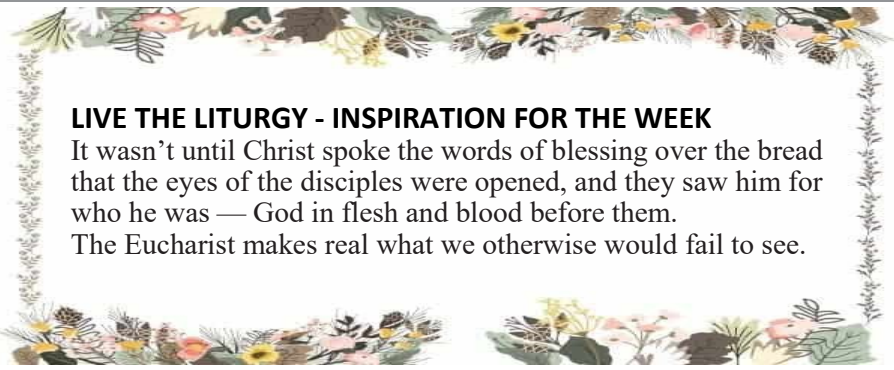 LIVE THE LITURGY - INSPIRATION FOR THE WEEK
It wasn’t until Christ spoke the words of blessing over the bread
that the eyes of the disciples were opened, and they saw him for
who he was — God in flesh and blood before them.
The Eucharist makes real what we otherwise would fail to see.